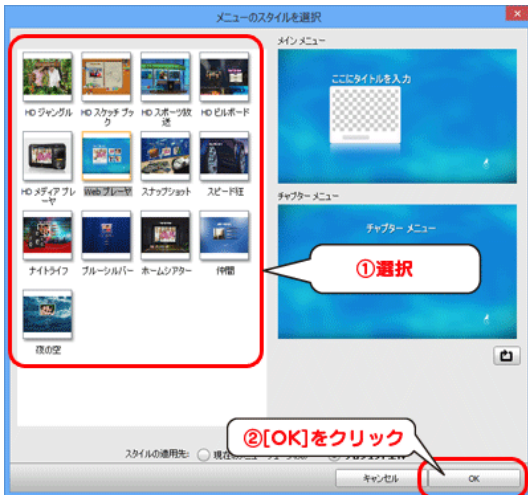 メニューのスタイルを選択
メイン メニュー
ここにタイトルを入力
HD ジャングル
HD スケッチ ブッ
ク
HD スポーツ放
送
HD ビルボード
HD メディア プレ
ーヤ
Web プレーヤ
スナップショット
スピード狂
チャプター メニュー
チャプター メニュー
ナイトライフ
ブルーシルバー
ホームシアター
仲間
①選択
夜の空
②[OK]をクリック
スタイルの適用先:
キャンセル
OK